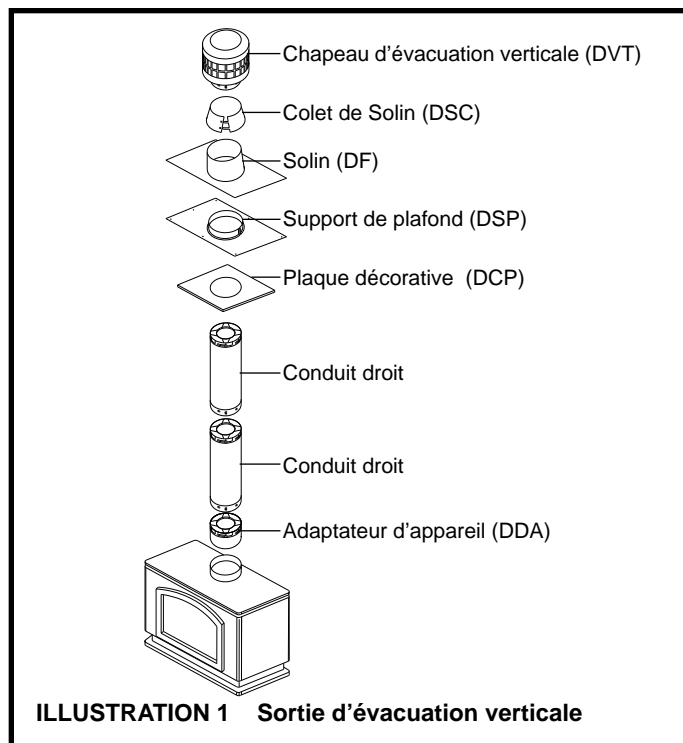 Chapeau d’évacuation verticale (DVT)
Colet de Solin (DSC)
Solin (DF)
Support de plafond (DSP)
Plaque décorative  (DCP)
Conduit droit
Conduit droit
Adaptateur d’appareil (DDA)
ILLUSTRATION 1    Sortie d’évacuation verticale